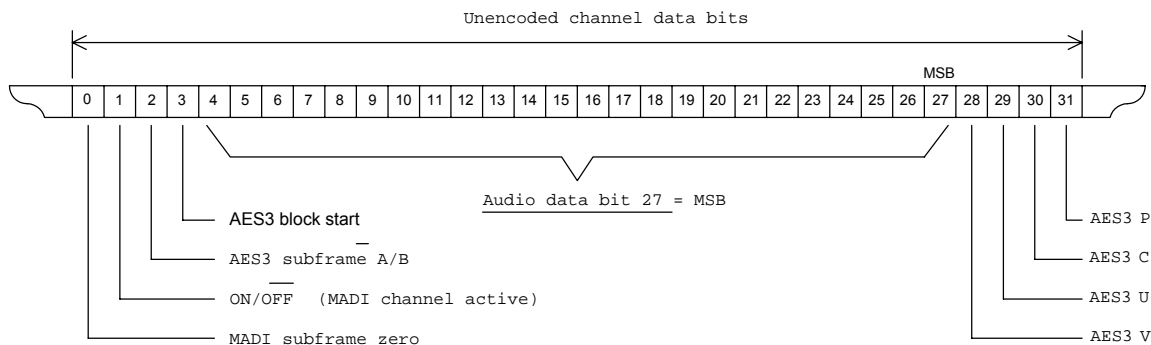 Unencoded channel data bits
MSB
0 1 2 3 4 5 6 7 8 9 10 11 12 13 14 15 16 17 18 19 20 21 22 23 24 25 26 27 28 29 30 31
Audio data bit 27 = MSB
AES3 block start
AES3 P
AES3 subframe A/B
AES3 C
ON/OFF (MADI channel active)
AES3 U
MADI subframe zero
AES3 V